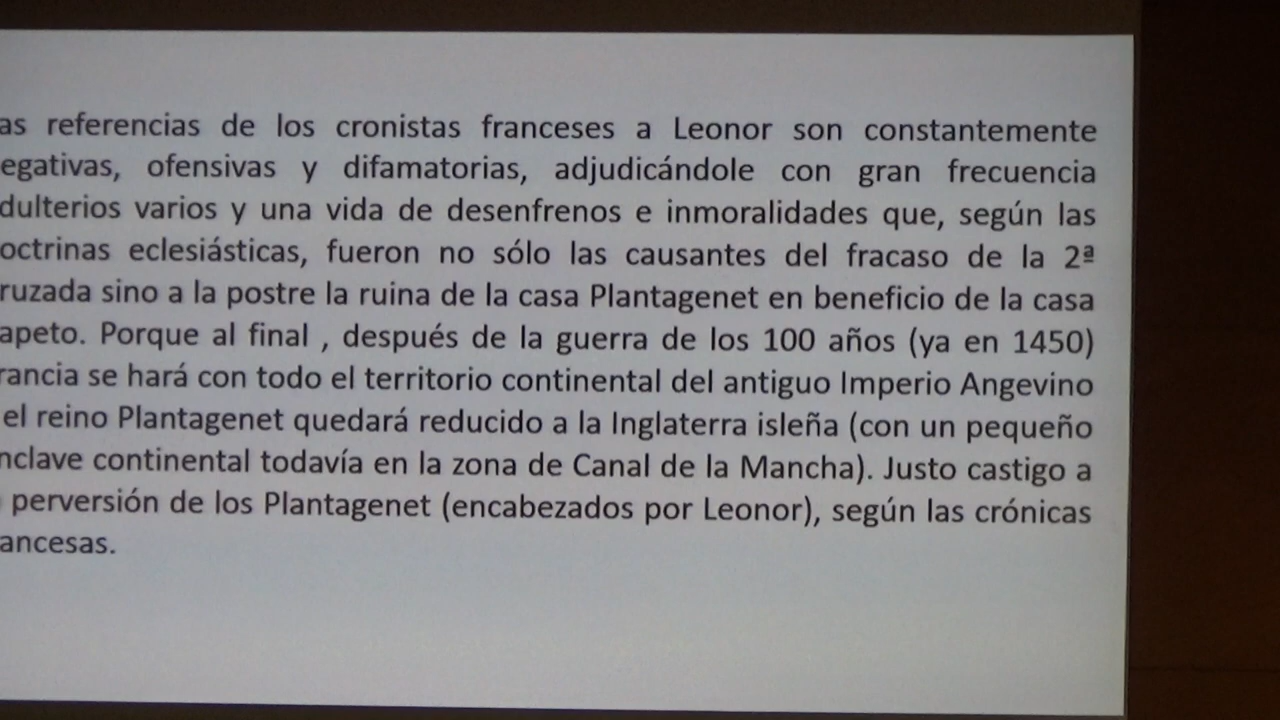 as referencias de los cronistas franceses a Leonor son constantemente
egativas, ofensivas y difamatorias, adjudicándole con gran frecuencia
dulterios varios y una vida de desenfrenos e inmoralidades que, según las
octrinas eclesiásticas, fueron no sólo las causantes del fracaso de la 2ª
ruzada sino a la postre la ruina de la casa Plantagenet en beneficio de la casa
apeto. Porque al final , después de la guerra de los 100 años (ya en 1450)
rancia se hará con todo el territorio continental del antiguo Imperio Angevino
el reino Plantagenet quedará reducido a la Inglaterra isleña (con un pequeño
nclave continental todavía en la zona de Canal de la Mancha). Justo castigo a
perversión de los Plantagenet (encabezados por Leonor), según las crónicas
ancesas.